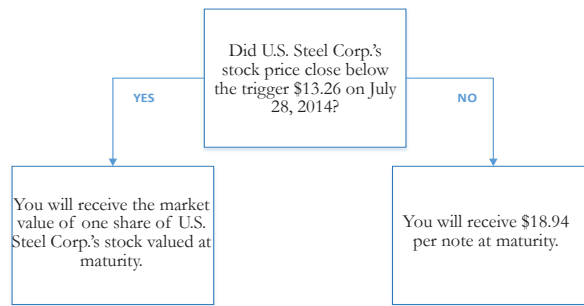 Did U.S. Steel Corp.'s
stock price close below
the trigger $13.26 on July
28, 2014?
YES
NO
You will receive the market
value of one share of U.S.
Steel Corp.'s stock valued at
maturity.
You will receive $18.94
per note at maturity.